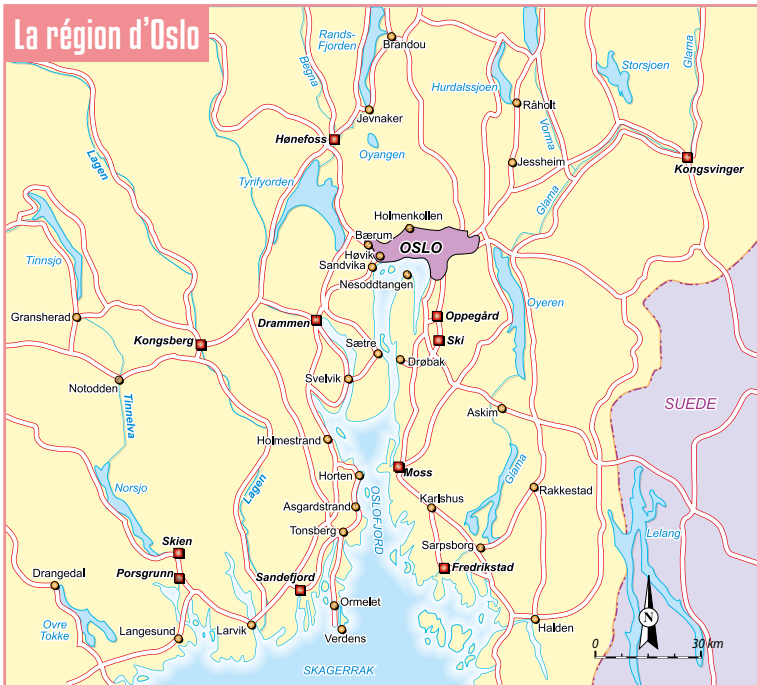 La région d'Oslo
Rands-
Fjorden
Brandou
Begna
Hurdalssjoen
Storsjoen
Glama
Råholt
Jevnaker
Vorma
Hønefoss
Lagen
Oyangen
Jessheim
Kongsvinger
Tyrifyorden
Glama
Holmenkollen
Bærum
OSLO
Høvik
Sandvika
Tinnsjo
Nesoddtangen
Oyeren
Gransherad
Drammen
Oppegård
Kongsberg
Ski
Sætre
Drøbak
Notodden
Svelvik
Tinnelva
Askim
SUEDE
Holmestrand
Glama
Moss
Horten
Lagen
Norsjo
OSLOFJORD
Rakkestad
Asgardstrand
Karlshus
Tonsberg
Lelang
Skien
Sarpsborg
Porsgrunn
Fredrikstad
Drangedal
Sandefjord
Ormelet
Ovre
Tokke
Langesund
Larvik
Verdens
Halden
N
0 30 km
SKAGERRAK